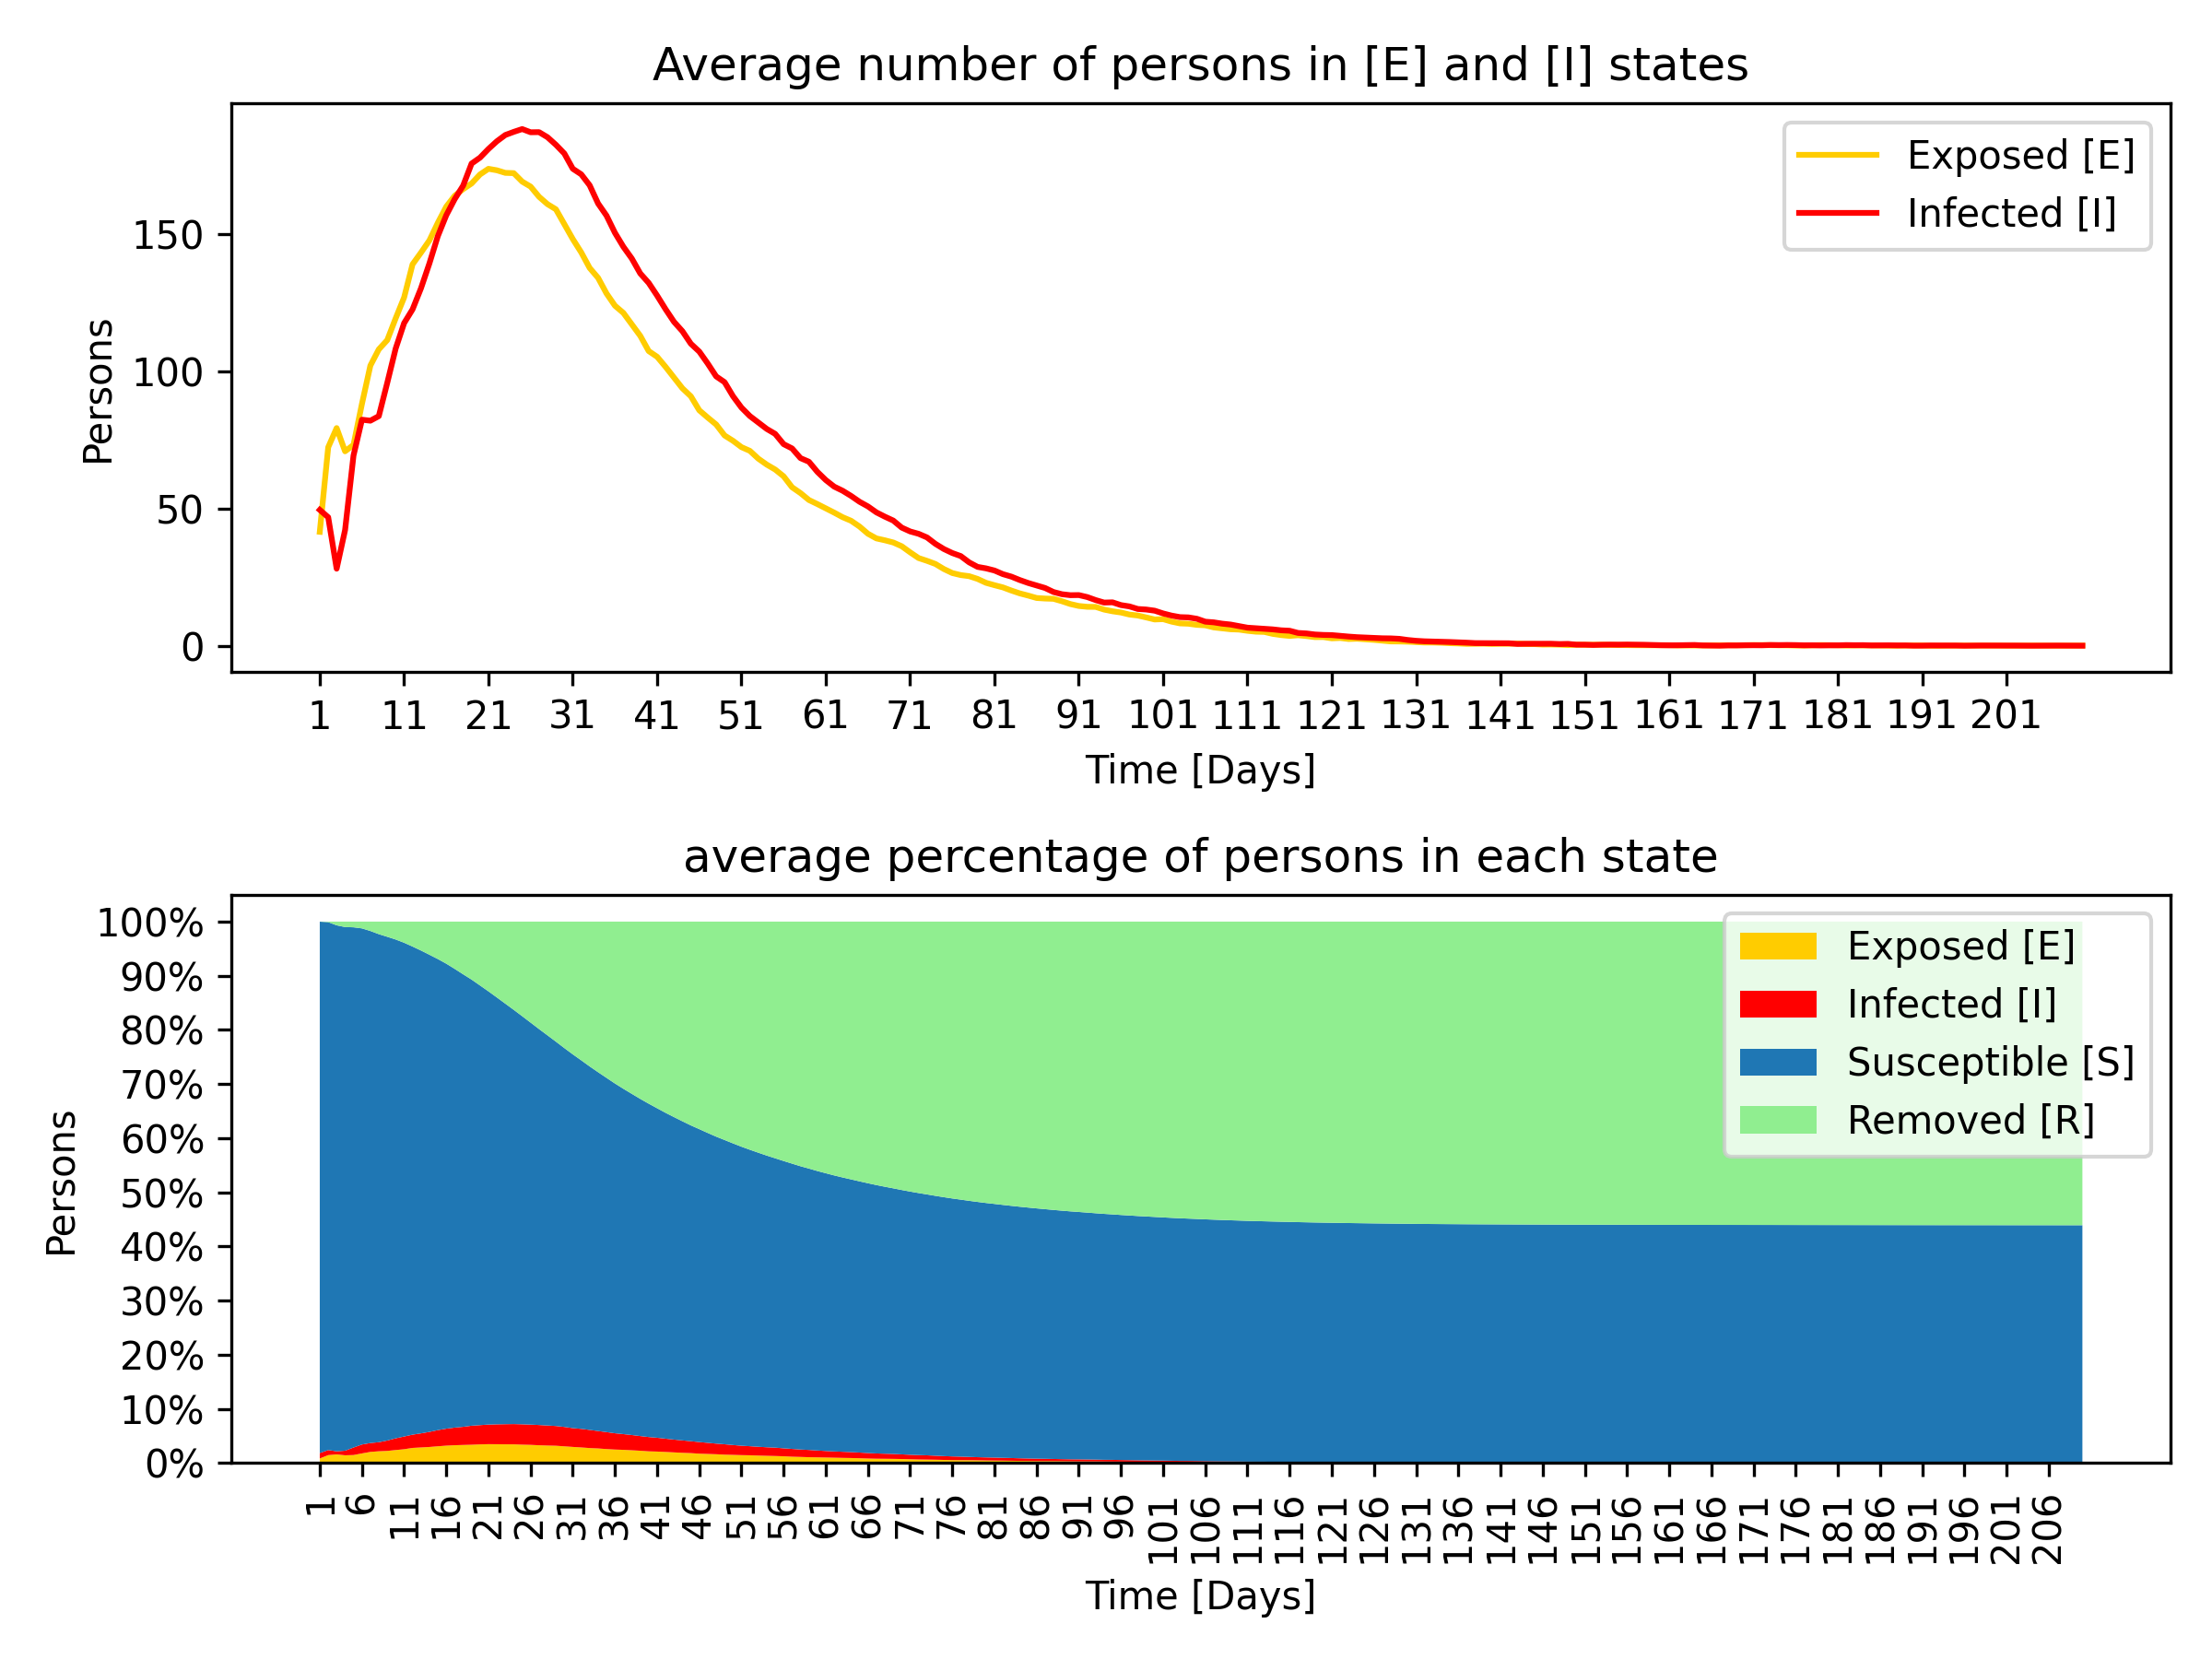 Average number of persons in [E] and [I] states
Exposed [E]
Infected [I]
Persons
150
100
50
0
1 11 21 31 41 51 61 71 81 91 101 111 121 131 141 151 161 171 181 191 201
Time [Days]
average percentage of persons in each state
Exposed [E]
Infected [I]
Susceptible [S]
Removed [R]
Persons
100%
90%
80%
70%
60%
50%
40%
30%
20%
10%
0%
1 6 11 16 21 26 31 36 41 46 51 56 61 66 71 76 81 86 91 96 101 106 111 116 121 126 131 136 141 146 151 156 161 166 171 176 181 186 191 196 201 206
Time [Days]